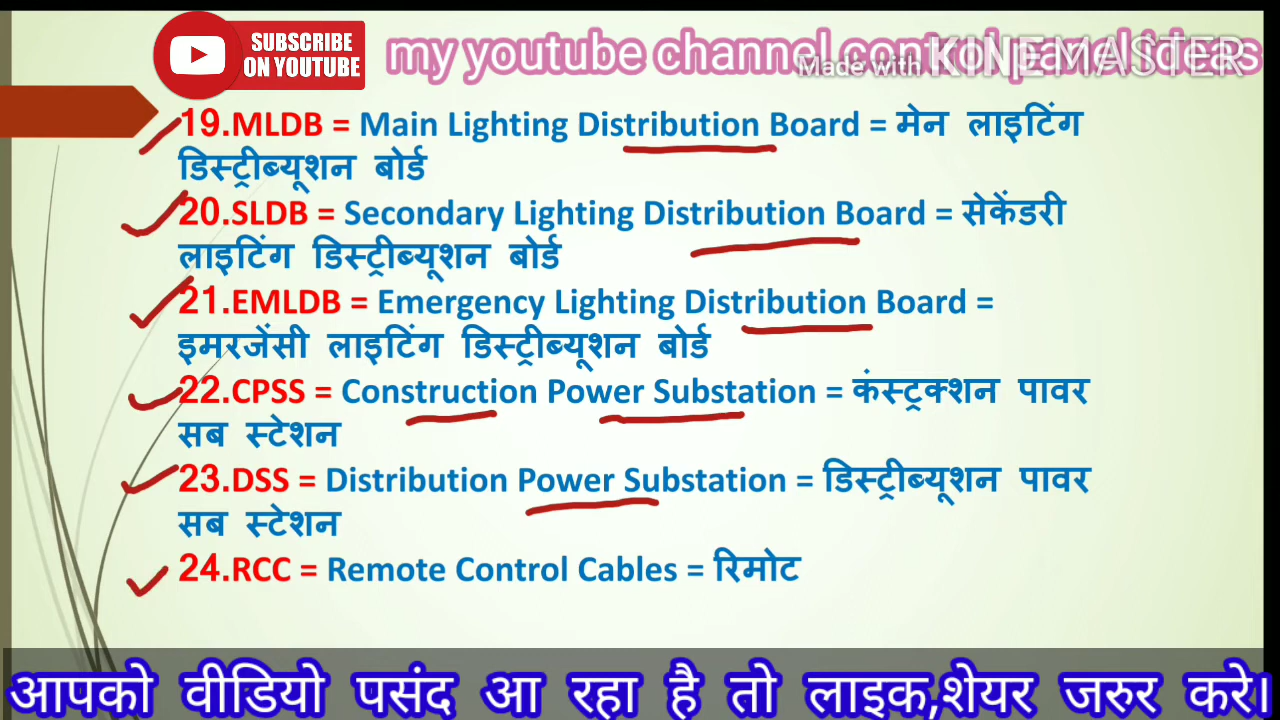 SUBSCRIBE
ON YOUTUBE
my youtube channel control panel
Made with KINEMASTER
19.MLDB = Main Lighting Distribution Board = मेन लाइटिंग
डिस्ट्रीब्यूशन बोर्ड
20.SLDB = Secondary Lighting Distribution Board = सेकेंडरी
लाइटिंग डिस्ट्रीब्यूशन बोर्ड
21.EMLDB = Emergency Lighting Distribution Board =
इमरजेंसी लाइटिंग डिस्ट्रीब्यूशन बोर्ड
22.CPSS = Construction Power Substation = कंस्ट्रक्शन पावर
सब स्टेशन
23.DSS = Distribution Power Substation = डिस्ट्रीब्यूशन पावर
सब स्टेशन
24.RCC = Remote Control Cables = रिमोट
आपको वीडियो पसंद आ रहा है तो लाइक,शेयर जरुर करे।